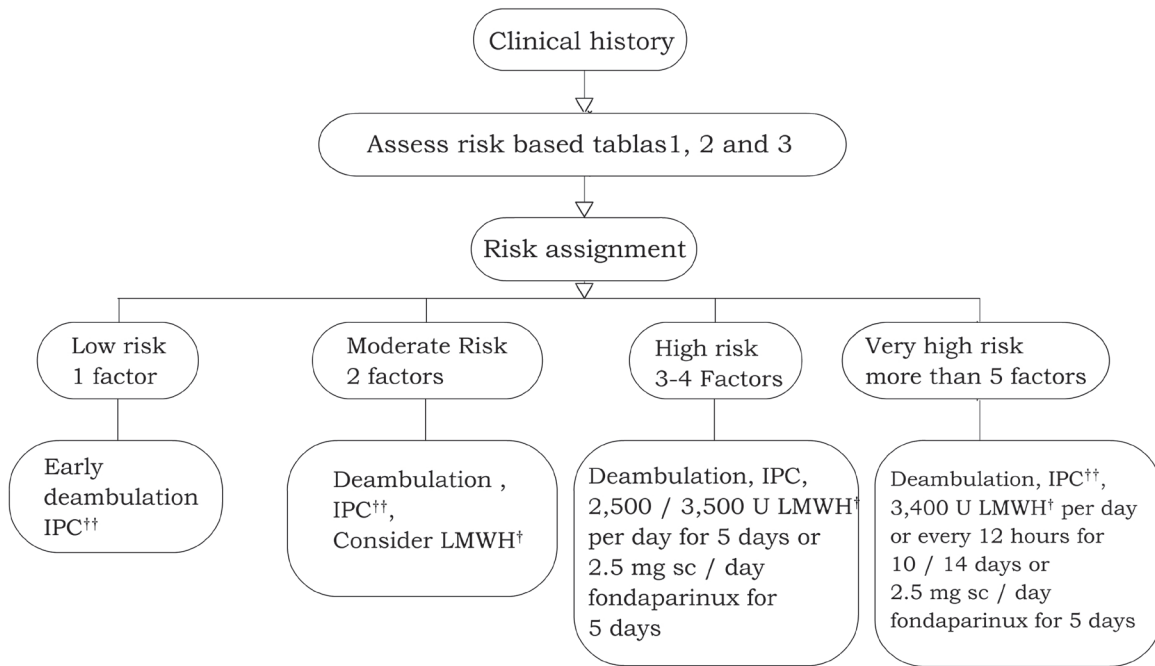 Clinical history
Assess risk based tablas1, 2 and 3
Risk assignment
Low risk
1 factor
Moderate Risk
2 factors
High risk
3-4 Factors
Very high risk
more than 5 factors
Early
deambulation
IPC††
Deambulation ,
IPC††,
Consider LMWH†
Deambulation, IPC,
2,500 / 3,500 U LMWH†
per day for 5 days or
2.5 mg sc / day
fondaparinux for
5 days
Deambulation, IPC††,
3,400 U LMWH† per day
or every 12 hours for
10 / 14 days or
2.5 mg sc / day
fondaparinux for 5 days